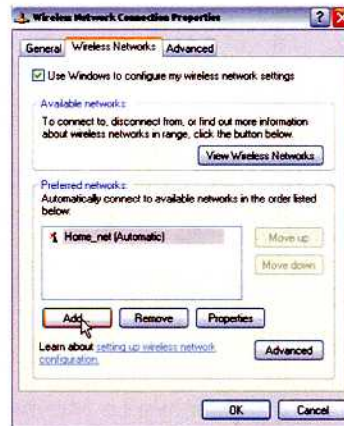 Wireless Network Connection Properties
General Wireless Networks Advanced
Use Windows to configure my wireless network settings
Available networks:
To connect to, disconnect from, or find out more information
about wireless networks in range, click the button below.
View Wireless Networks
Preferred networks:
Automatically connect to available networks in the order listed
below:
Home_net (Automatic)
Move up
Move down
Add...
Remove
Properties
Learn about setting up wireless network
configuration.
Advanced
OK
Cancel